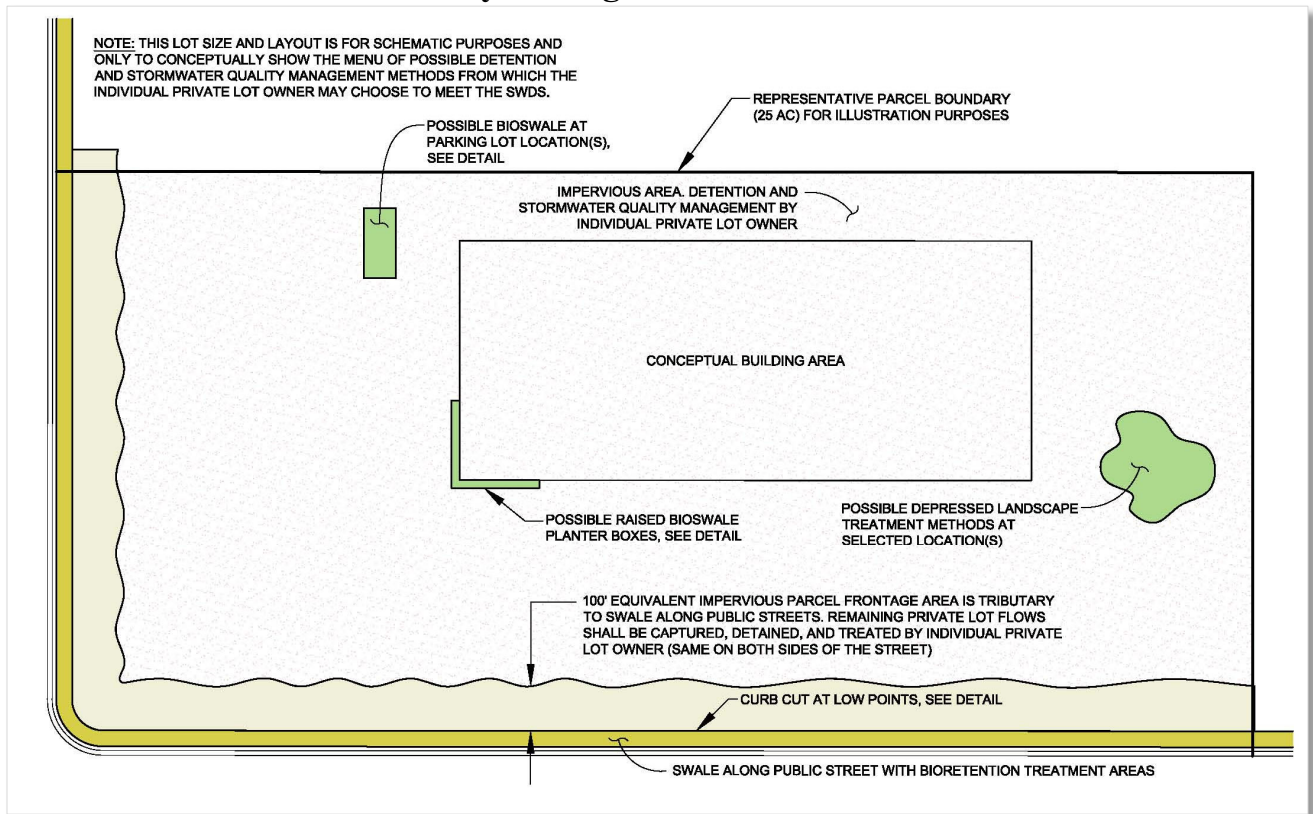 NOTE: THIS LOT SIZE AND LAYOUT IS FOR SCHEMATIC PURPOSES AND
ONLY TO CONCEPTUALLY SHOW THE MENU OF POSSIBLE DETENTION
AND STORMWATER QUALITY MANAGEMENT METHODS FROM WHICH THE
INDIVIDUAL PRIVATE LOT OWNER MAY CHOOSE TO MEET THE SWDS.
REPRESENTATIVE PARCEL BOUNDARY
(25 AC) FOR ILLUSTRATION PURPOSES
POSSIBLE BIOSWALE AT
PARKING LOT LOCATION(S),
SEE DETAIL
IMPERVIOUS AREA. DETENTION AND
STORMWATER QUALITY MANAGEMENT BY
INDIVIDUAL PRIVATE LOT OWNER
CONCEPTUAL BUILDING AREA
POSSIBLE RAISED BIOSWALE
PLANTER BOXES, SEE DETAIL
POSSIBLE DEPRESSED LANDSCAPE
TREATMENT METHODS AT
SELECTED LOCATION(S)
100' EQUIVALENT IMPERVIOUS PARCEL FRONTAGE AREA IS TRIBUTARY
TO SWALE ALONG PUBLIC STREETS. REMAINING PRIVATE LOT FLOWS
SHALL BE CAPTURED, DETAINED, AND TREATED BY INDIVIDUAL PRIVATE
LOT OWNER (SAME ON BOTH SIDES OF THE STREET)
CURB CUT AT LOW POINTS, SEE DETAIL
SWALE ALONG PUBLIC STREET WITH BIORETENTION TREATMENT AREAS